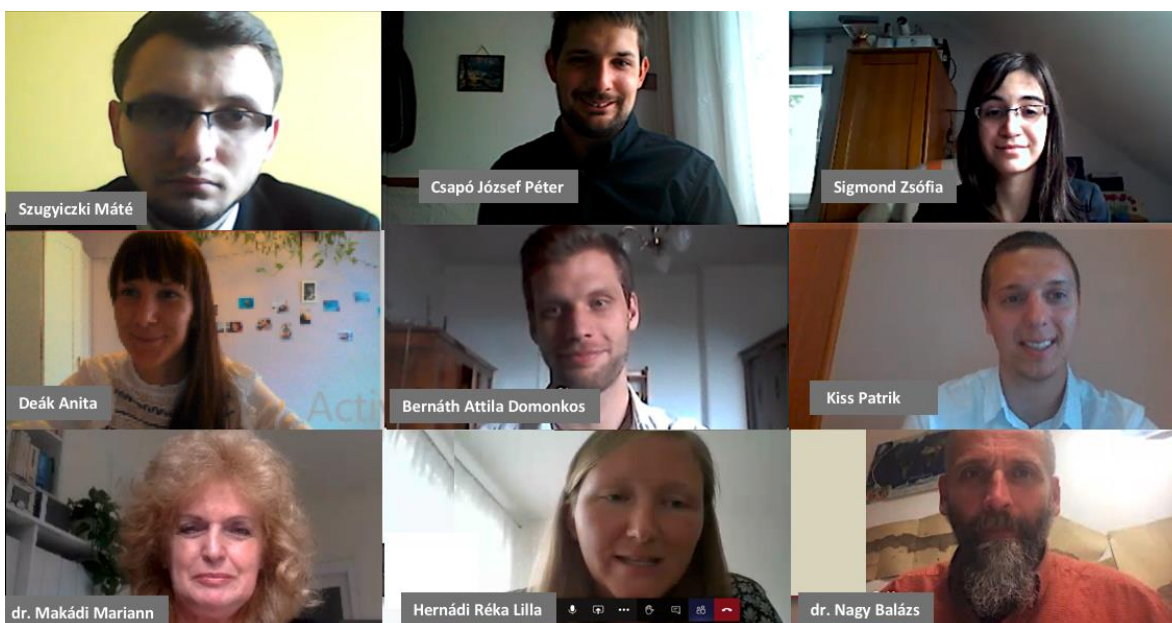 Szugyiczki Máté
Csapó József Péter
Sigmond Zsófia
Deák Anita
Acti
Bernáth Attila Domonkos
Kiss Patrik
dr. Makádi Mariann
Hernádi Réka Lilla
dr. Nagy Balázs